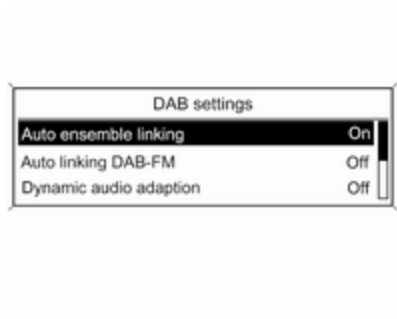 DAB settings
Auto ensemble linking On
Auto linking DAB-FM Off
Dynamic audio adaption Off